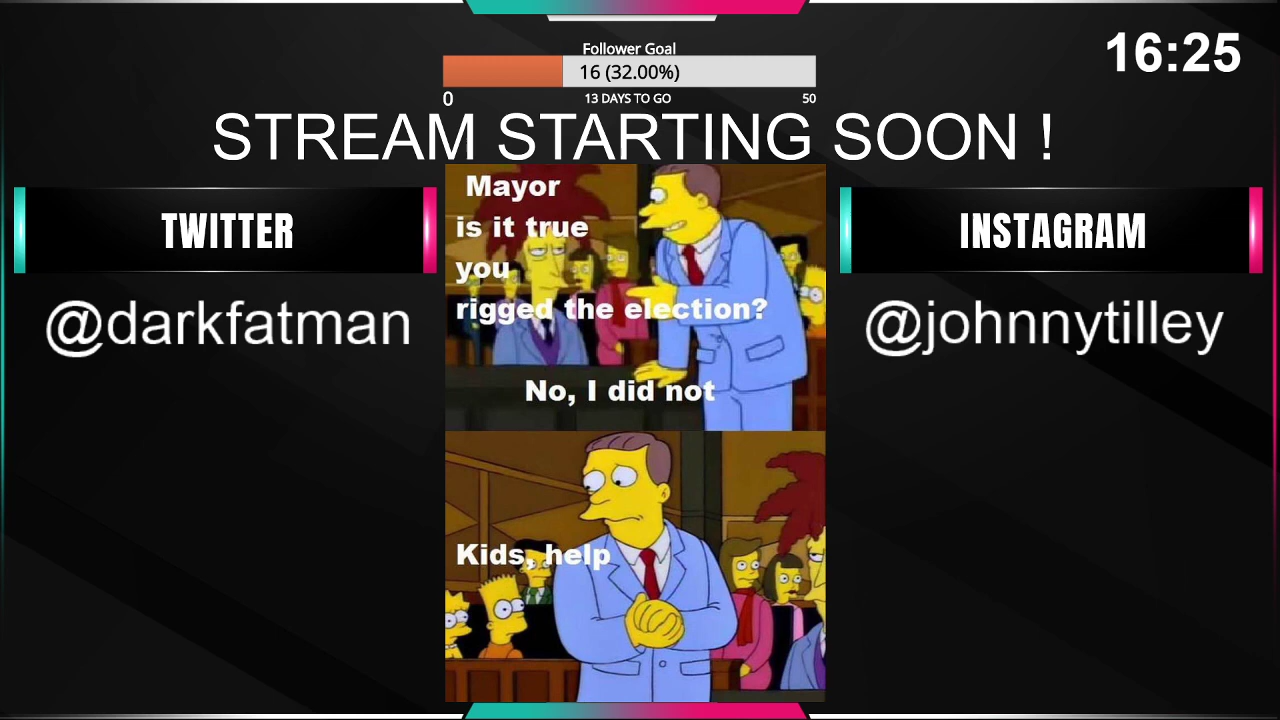 Follower Goal
16:25
16 (32.00%)
0
13 DAYS TO GO
50
STREAM STARTING SOON !
TWITTER
@darkfatman
Mayor
is it true
you
rigged the election?
No, I did not
Kids, help
INSTAGRAM
@johnnytilley